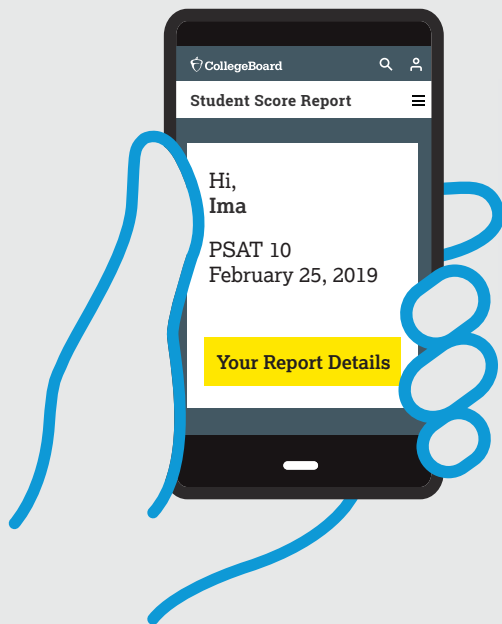 CollegeBoard
Student Score Report
Hi,
Ima
PSAT 10
February 25, 2019
Your Report Details